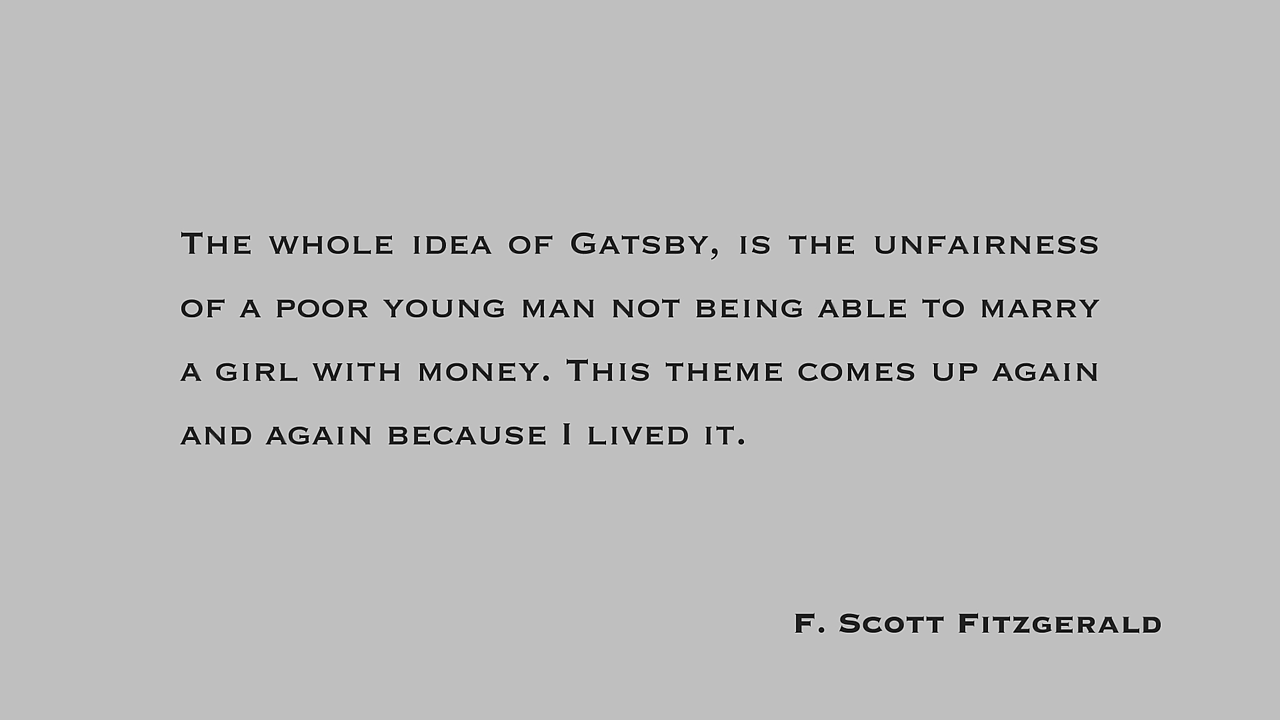 The whole idea of Gatsby, is the unfairness
of a poor young man not being able to marry
a girl with money. This theme comes up again
and again because I lived it.
F. Scott Fitzgerald